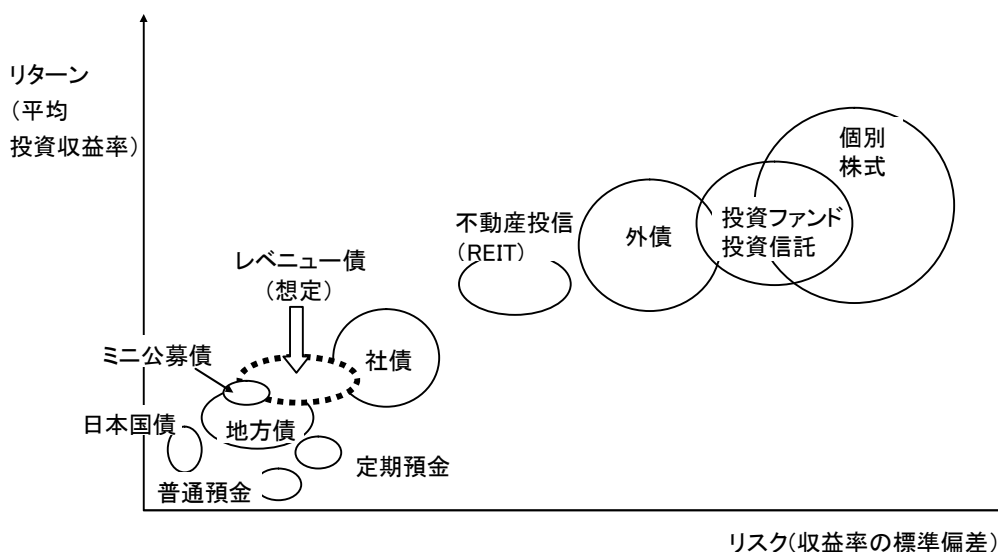 リターン
(平均
投資収益率)
個別
株式
不動産投信
(REIT)
外債
投資ファンド
投資信託
レベニュー債
(想定)
ミニ公募債
社債
日本国債
地方債
定期預金
普通預金
リスク(収益率の標準偏差)